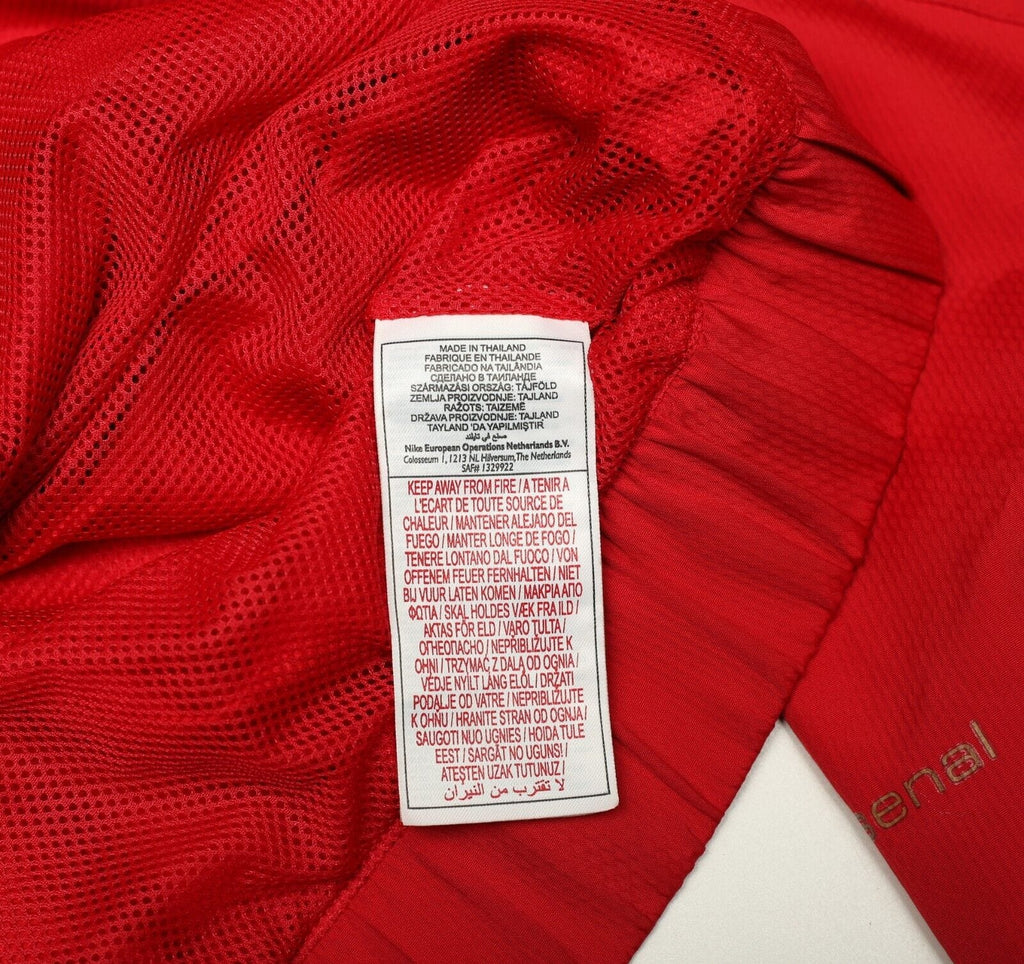 MADE IN THAILAND
FABRIQUE EN THAILANDE
FABRICADO NA TAILÂNDIA
СДЕЛАНО В ТАИЛАНДЕ
SZÁRMAZÁSI ORSZÁG: TÁJFÖLD
ZEMLJA PROIZVODNJE: TAJLAND
RAŽOTS: TAIZEMĒ
DRŽAVA PROIZVODNJE: TAJLAND
TAYLAND 'DA YAPILMIŞTIR
صنع في تايلند
Nike European Operations Netherlands B.V.
Colosseum 1, 1213 NL Hilversum, The Netherlands
SAF# 1329922
KEEP AWAY FROM FIRE / A TENIR A
L'ECART DE TOUTE SOURCE DE
CHALEUR / MANTENER ALEJADO DEL
FUEGO / MANTER LONGE DE FOGO /
TENERE LONTANO DAL FUOCO / VON
OFFENEM FEUER FERNHALTEN / NIET
BIJ VUUR LATEN KOMEN / ΜΑΚΡΙΑ ΑΠΟ
ΦΩΤΙΑ / SKAL HOLDES VÆK FRA ILD /
AKTAS FÖR ELD / VARO TULTA /
ОГНЕОПАСНО / NEPŘIBLIŽUJTE K
OHNI / TRZYMAĆ Z DALA OD OGNIA /
VÉDJE NYÍLT LÁNG ELŐL / DRŽATI
PODALJE OD VATRE / NEPRIBLIŽUJTE
K OHŇU / HRANITE STRAN OD OGNJA /
SAUGOTI NUO UGNIES / HOIDA TULE
EEST / SARGĀT NO UGUNS! /
ATEŞTEN UZAK TUTUNUZ /
لا تقترب من النيران
senal